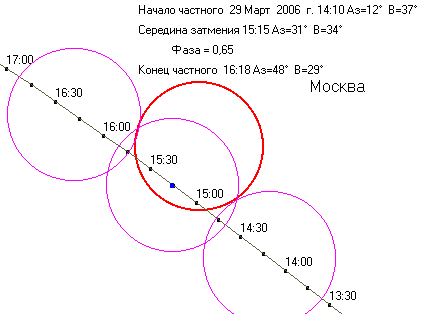 Начало частного 29 Март 2006 г. 14:10 Аз=12° В=37°
Середина затмения 15:15 Аз=31° В=34°
Фаза = 0,65
Конец частного 16:18 Аз=48° В=29°
Москва
17:00
16:30
16:00
15:30
15:00
14:30
14:00
13:30